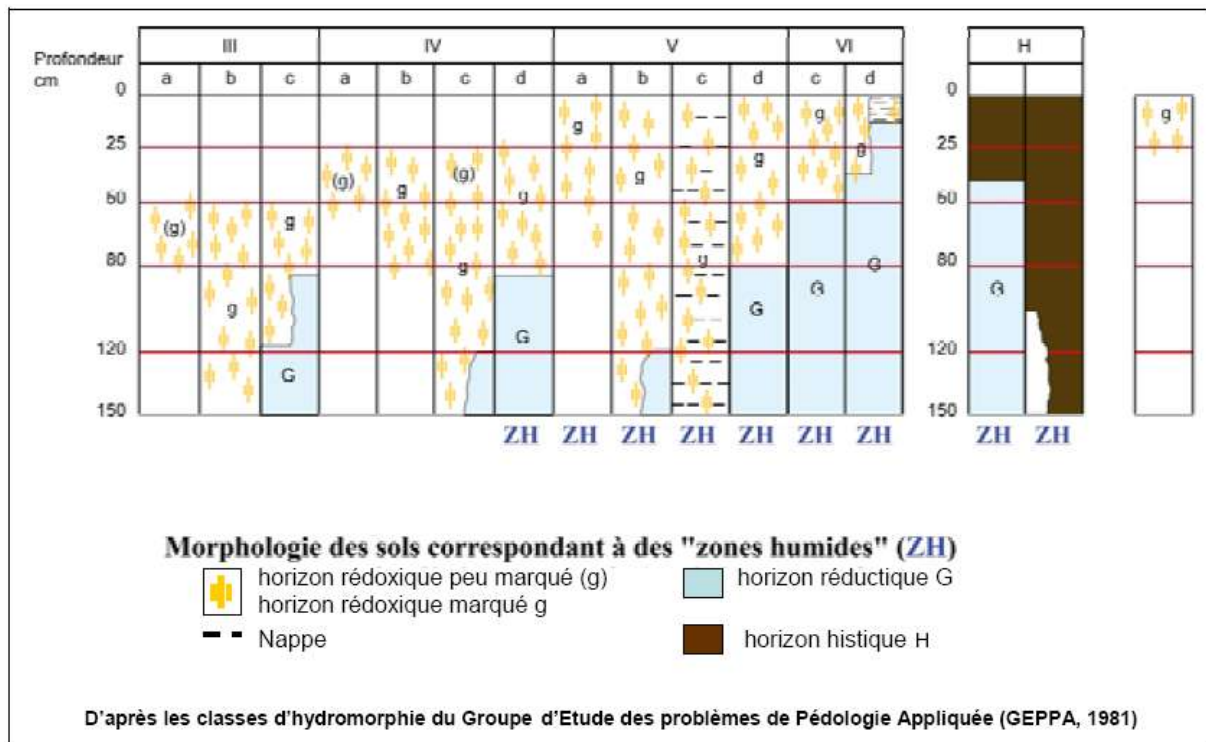 III IV V VI H
Profondeur
cm a b c a b c d a b c d c d
0 0
g g g g
25 25
(g) g (g) g g g
50 50
(g) g g
80 80
g g g G G G G
120 120
G
150 150
ZH ZH ZH ZH ZH ZH ZH ZH ZH
Morphologie des sols correspondant à des "zones humides" (ZH)
horizon rédoxique peu marqué (g) horizon réductique G
horizon rédoxique marqué g
Nappe horizon histique H
D'après les classes d'hydromorphie du Groupe d'Etude des problèmes de Pédologie Appliquée (GEPPA, 1981)